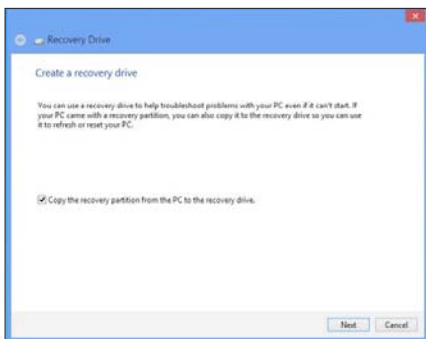 Recovery Drive
Create a recovery drive
You can use a recovery drive to help troubleshoot problems with your PC even if it can't start. If
your PC came with a recovery partition, you can also copy it to the recovery drive so you can use
it to refresh or reset your PC.
Copy the recovery partition from the PC to the recovery drive.
Next Cancel